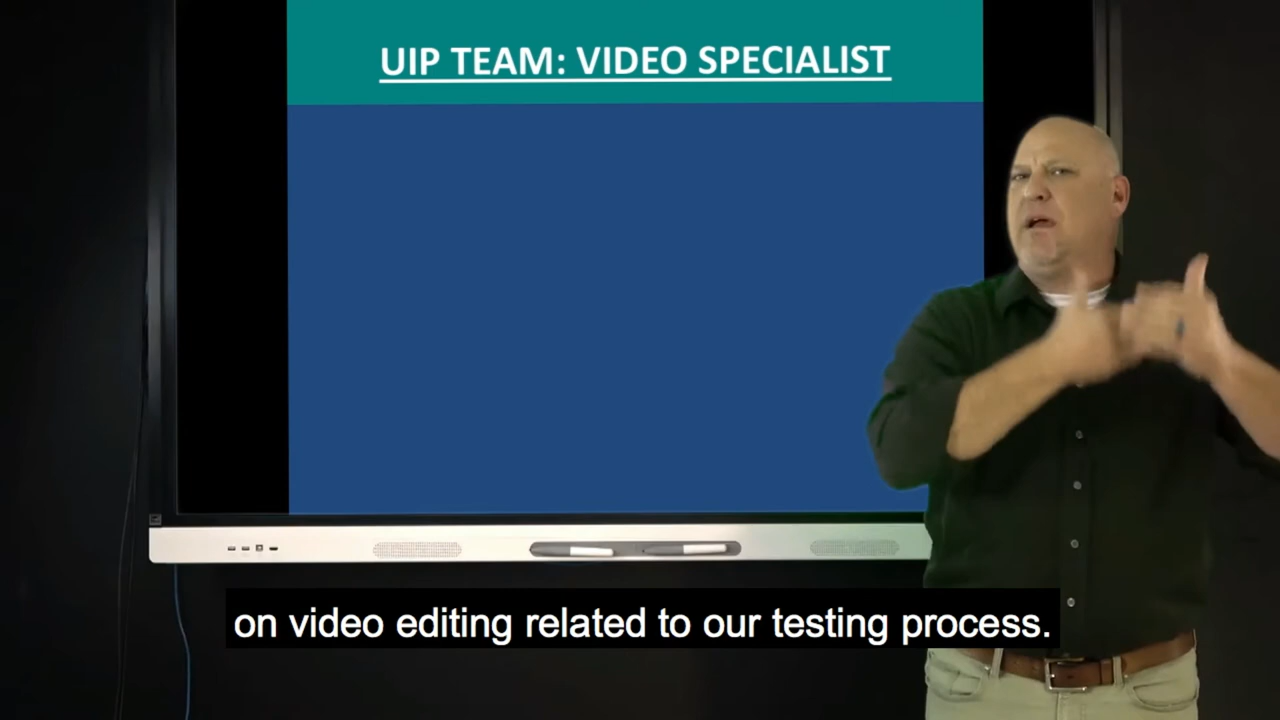 UIP TEAM: VIDEO SPECIALIST
on video editing related to our testing process.